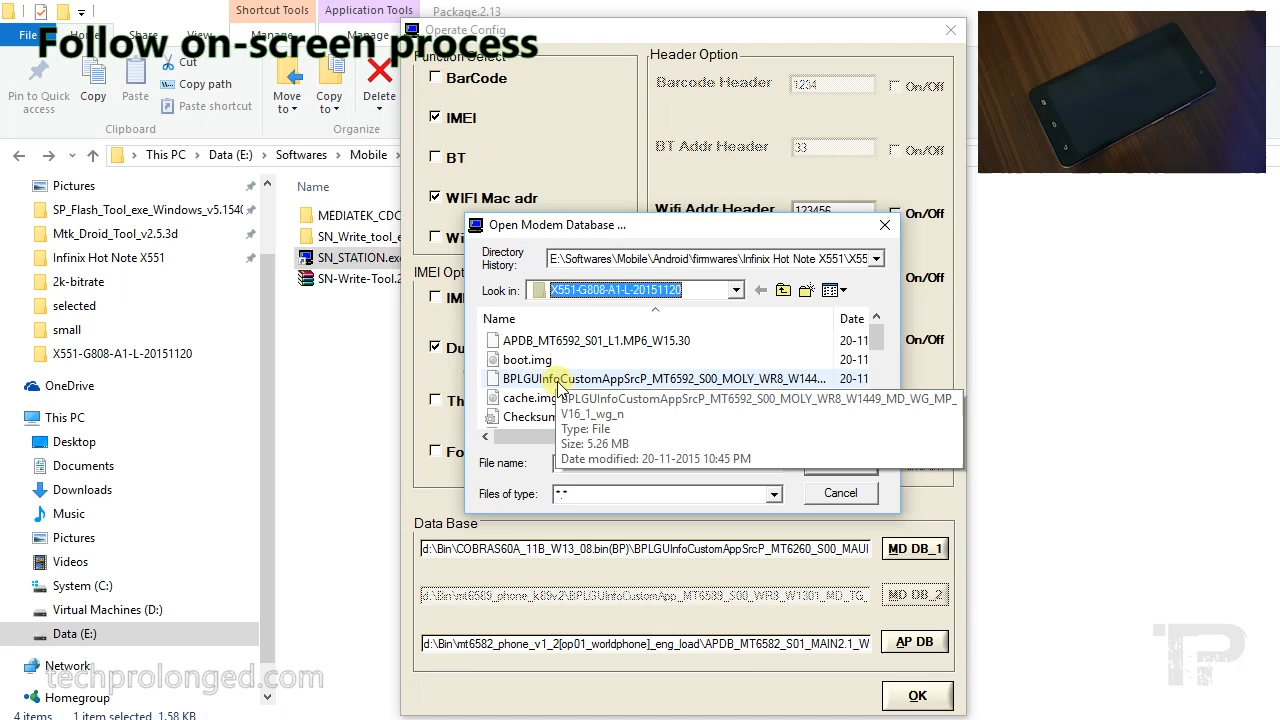 Shortcut Tools
Application Tools
Package.2.13
File
Share
View
Manage
Manage
Follow on-screen process
Pin to Quick access
Copy
Paste
Cut
Copy path
Paste shortcut
Clipboard
Move to
Copy to
Delete
Organize
This PC
Data (E:)
Softwares
Mobile
Pictures
SP_Flash_Tool_exe_Windows_v5.1540
Mtk_Droid_Tool_v2.5.3d
Infinix Hot Note X551
2k-bitrate
selected
small
X551-G808-A1-L-20151120
OneDrive
This PC
Desktop
Documents
Downloads
Music
Pictures
Videos
System (C:)
Virtual Machines (D:)
Data (E:)
Network
Homegroup
4 items
1 item selected, 1.58 KB
techprolonged.com
Name
MEDIATEK_CDC
SN_Write_tool_e
SN_STATION.exe
SN-Write-Tool.2
Operate Config
Function Select
BarCode
IMEI
BT
WIFI Mac adr
Wi
IMEI Opt
IM
Du
Th
Fo
Header Option
Barcode Header
1234
On/Off
BT Addr Header
33
On/Off
Wifi Addr Header
123456
On/Off
On/Off
Open Modem Database ...
Directory History:
E:\Softwares\Mobile\Android\firmwares\Infinix Hot Note X551\X55
Look in:
X551-G808-A1-L-20151120
Name
Date
APDB_MT6592_S01_L1.MP6_W15.30
20-11
boot.img
20-11
BPLGUInfoCustomAppSrcP_MT6592_S00_MOLY_WR8_W144...
20-11
cache.img
Checksum
BPLGUInfoCustomAppSrcP_MT6592_S00_MOLY_WR8_W1449_MD_WG_MP_
V16_1_wg_n
Type: File
Size: 5.26 MB
Date modified: 20-11-2015 10:45 PM
File name:
Files of type:
*.*
Cancel
Data Base
d:\Bin\COBRAS60A_11B_W13_08.bin(BP)\BPLGUInfoCustomAppSrcP_MT6260_S00_MAUI
MD DB_1
d:\Bin\mt6589_phone_k89v2\BPLGUInfoCustomApp_MT6589_S00_WR8_W1301_MD_TG_
MD DB_2
d:\Bin\mt6582_phone_v1_2[op01_worldphone]_eng_load\APDB_MT6582_S01_MAIN2.1_W
AP DB
OK